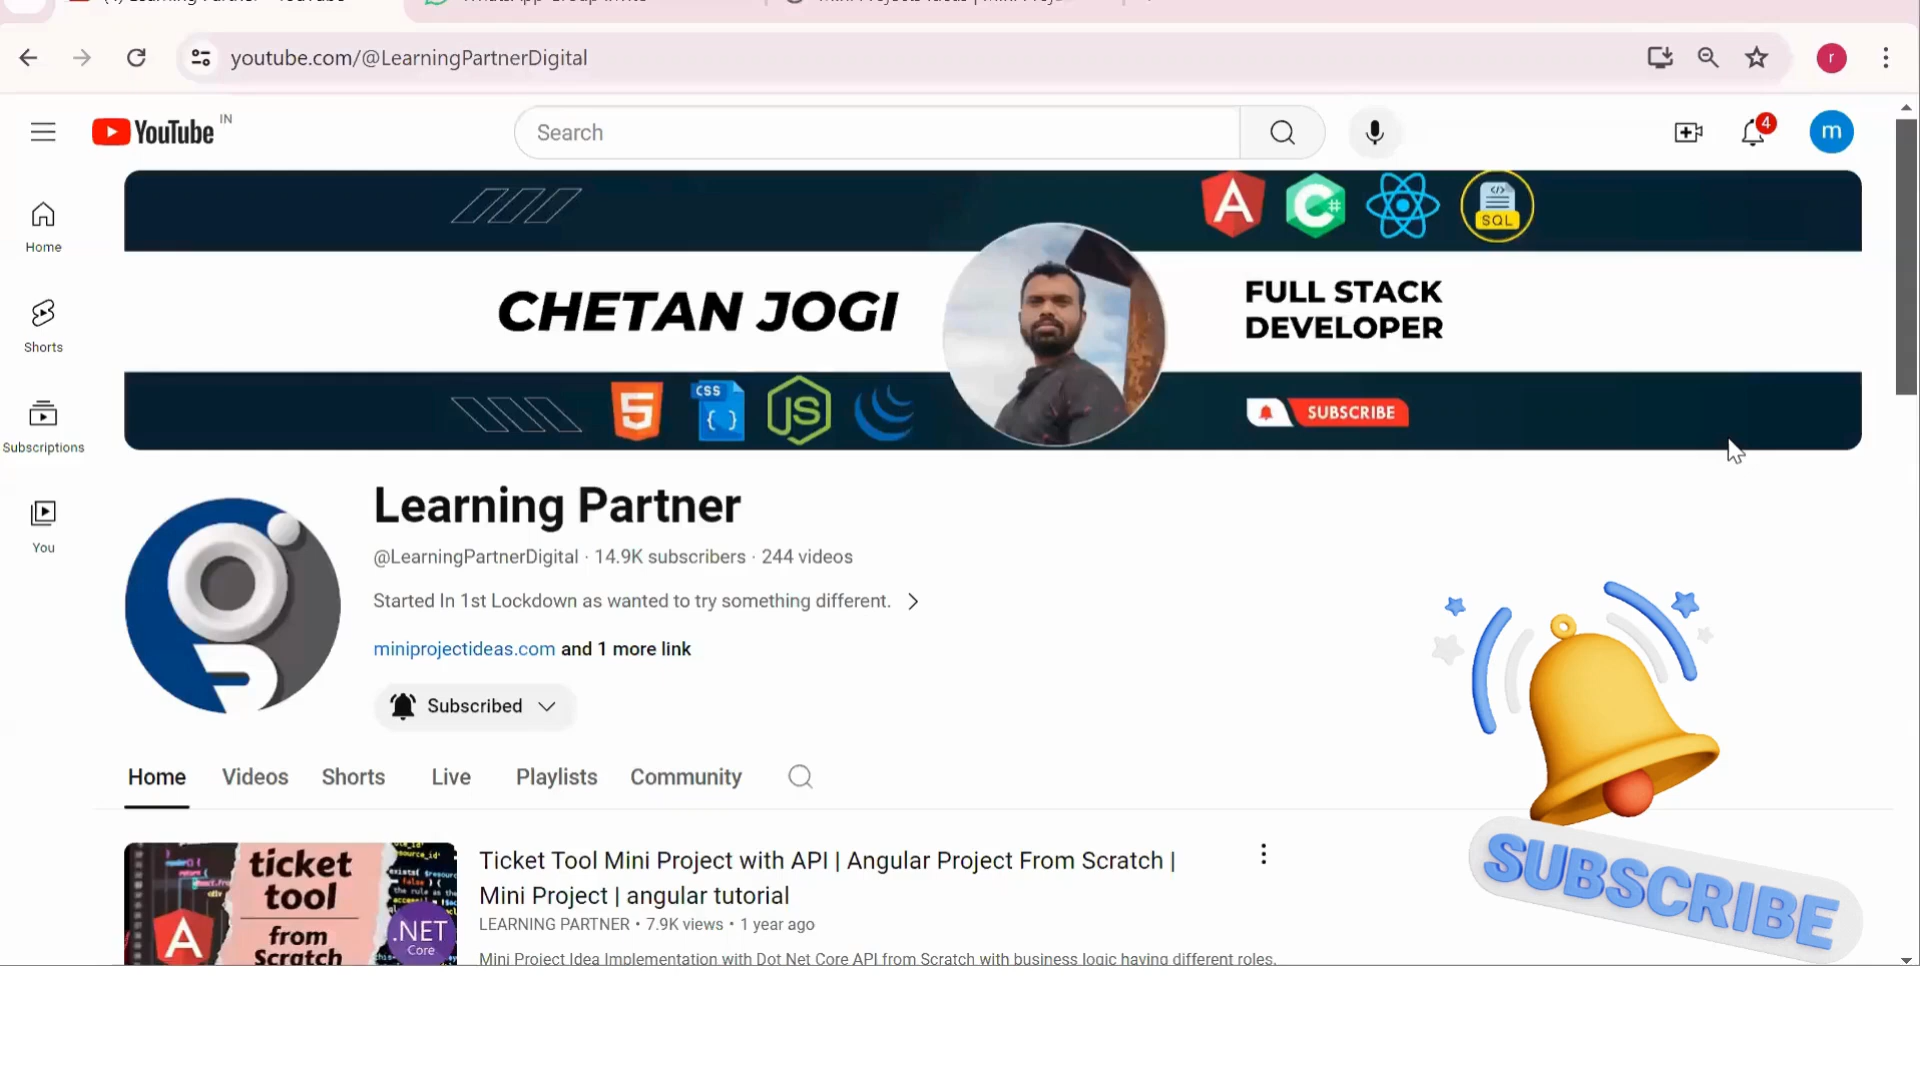 youtube.com/@LearningPartnerDigital
r
YouTube IN
Search
4
m
Home
Shorts
Subscriptions
You
SQL
CHETAN JOGI
FULL STACK
DEVELOPER
5
CSS
JS
SUBSCRIBE
Learning Partner
@LearningPartnerDigital · 14.9K subscribers · 244 videos
Started In 1st Lockdown as wanted to try something different.
miniprojectideas.com and 1 more link
Subscribed
Home Videos Shorts Live Playlists Community
ticket
tool
from
Scratch
.NET
Core
Ticket Tool Mini Project with API | Angular Project From Scratch |
Mini Project | angular tutorial
LEARNING PARTNER • 7.9K views • 1 year ago
Mini Project Idea Implementation with Dot Net Core API from Scratch with business logic having different roles.
SUBSCRIBE